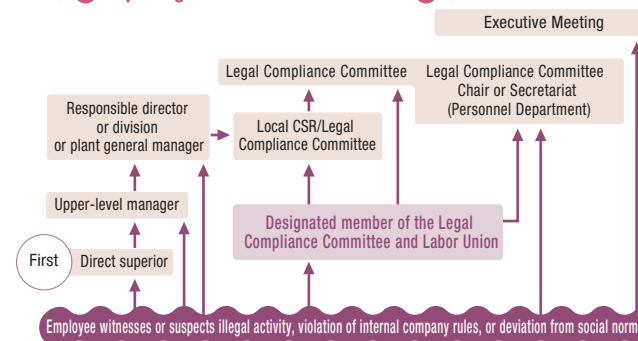 Executive Meeting
Legal Compliance Committee
Legal Compliance Committee
Chair or Secretariat
(Personnel Department)
Responsible director
or division
or plant general manager
Local CSR/Legal
Compliance Committee
Upper-level manager
Designated member of the Legal
Compliance Committee and Labor Union
First
Direct superior
Employee witnesses or suspects illegal activity, violation of internal company rules, or deviation from social norm